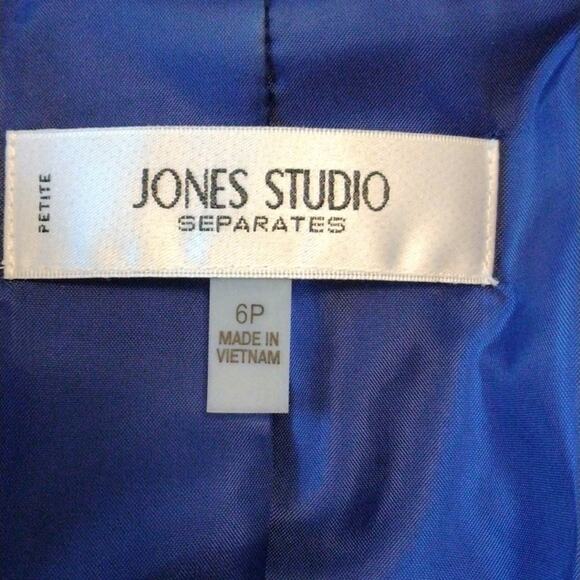 PETITE
JONES STUDIO
SEPARATES
6P
MADE IN
VIETNAM